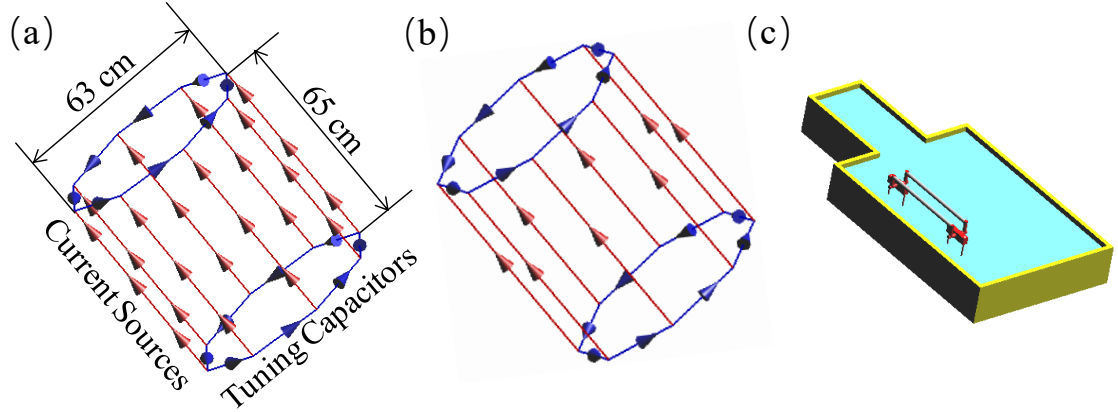 (a)
63 cm
65 cm
Current Sources
Tuning Capacitors
(b)
(c)